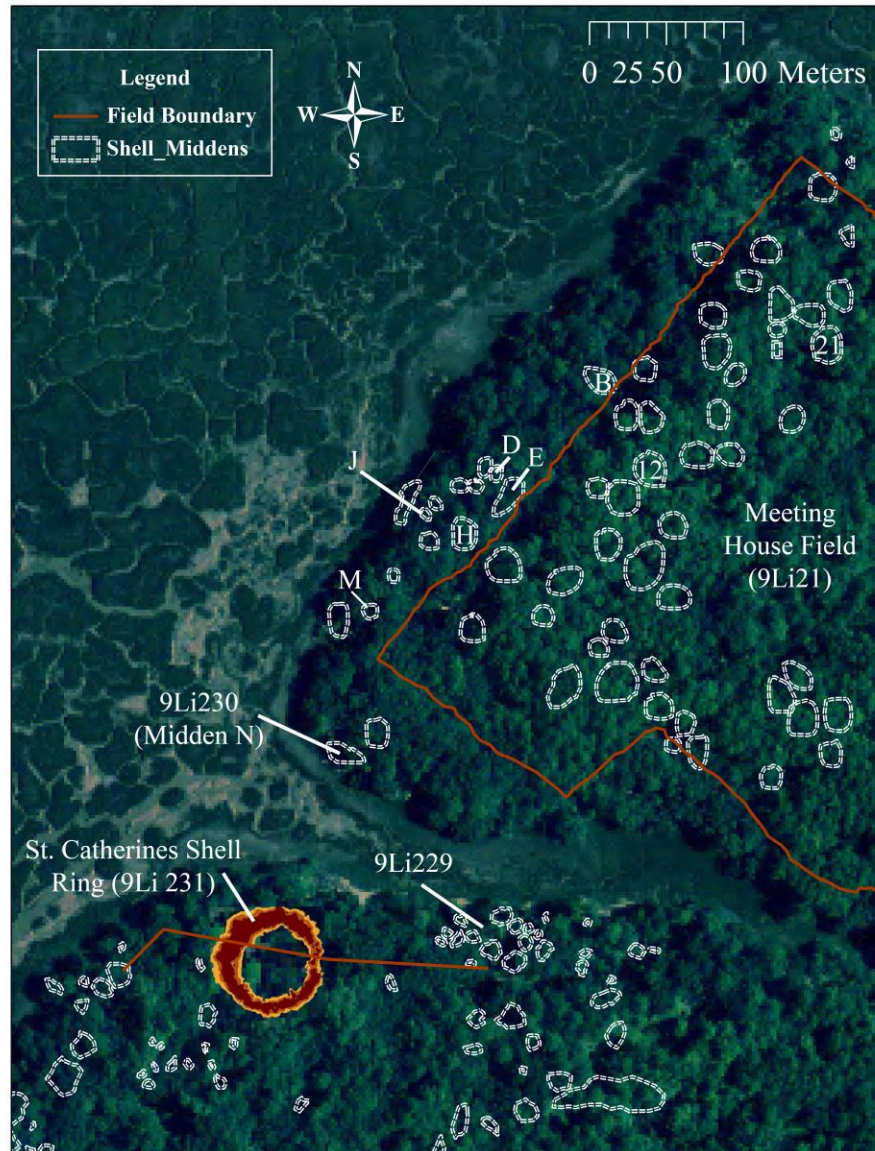 Legend
Field Boundary
Shell_Middens
N
W E
S
0 25 50 100 Meters
21
B
D
J E
12
H
Meeting
House Field
(9Li21)
M
9Li230
(Midden N)
St. Catherines Shell
Ring (9Li 231)
9Li229